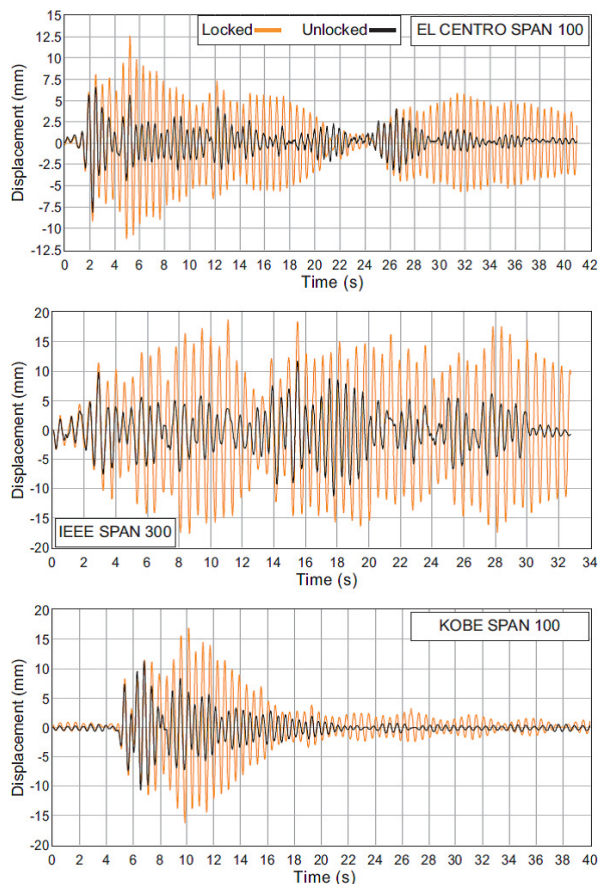 Locked Unlocked EL CENTRO SPAN 100
Displacement (mm)
15
12.5
10
7.5
5
2.5
0
-2.5
-5
-7.5
-10
-12.5
0 2 4 6 8 10 12 14 16 18 20 22 24 26 28 30 32 34 36 38 40 42
Time (s)
Displacement (mm)
20
15
10
5
0
-5
-10
-15
-20
IEEE SPAN 300
0 2 4 6 8 10 12 14 16 18 20 22 24 26 28 30 32 34
Time (s)
KOBE SPAN 100
Displacement (mm)
20
15
10
5
0
-5
-10
-15
-20
0 2 4 6 8 10 12 14 16 18 20 22 24 26 28 30 32 34 36 38 40
Time (s)